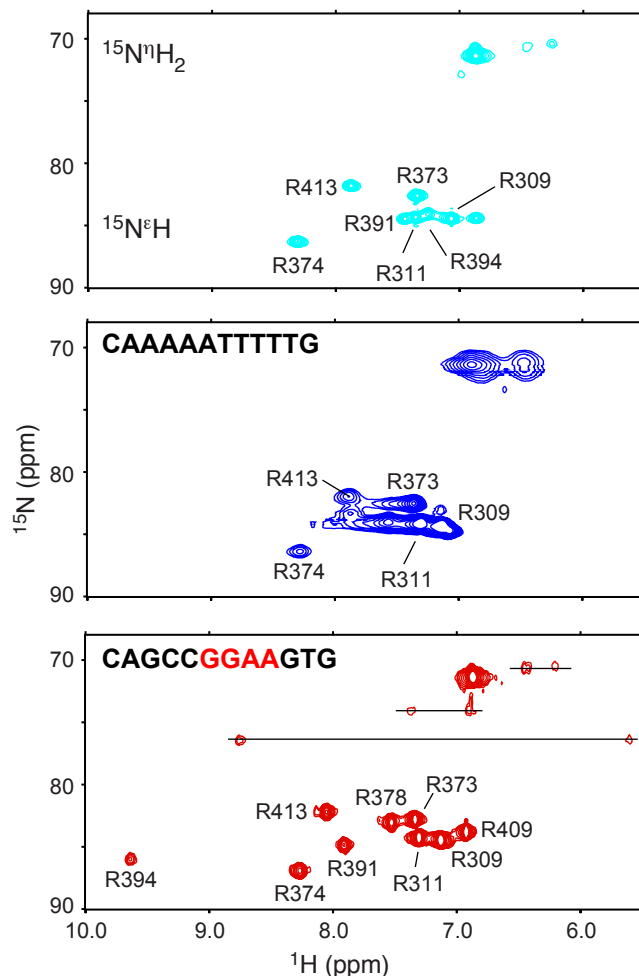 70
¹⁵NᶯH₂
80
R373
R309
R413
¹⁵NᵋH
R391
R374
R311
R394
90
CAAAAATTTTTG
70
80
R413
R373
R309
R374
R311
90
¹⁵N (ppm)
CAGCCGGAAGTG
70
80
R373
R413
R378
R409
R394
R391
R309
R374
R311
90
10.0 9.0 8.0 7.0 6.0
¹H (ppm)